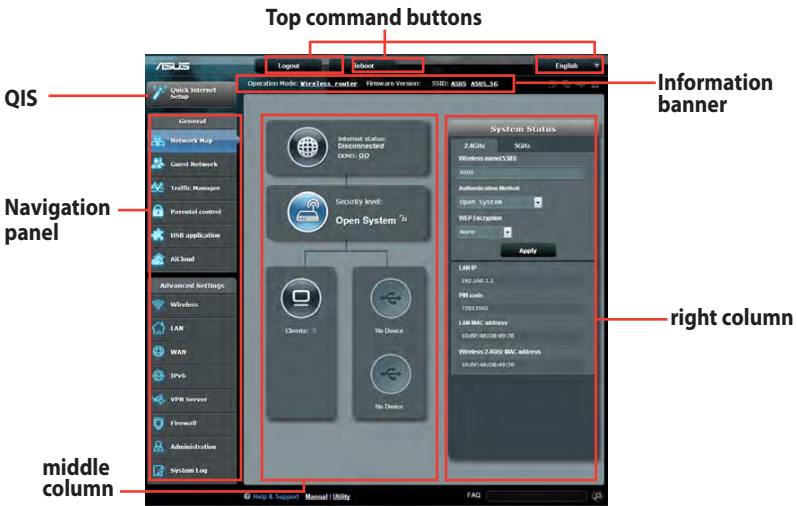 Top command buttons
ASUS
Logout
Reboot
English
QIS
Quick Internet
Setup
Operation Mode: Wireless router Firmware Version: SSID: ASUS ASUS_5G
Information
banner
General
Network Map
Guest Network
Traffic Manager
Parental control
USB application
AiCloud
Navigation
panel
Advanced Settings
Wireless
LAN
WAN
IPv6
VPN Server
Firewall
Administration
System Log
Internet status:
Disconnected
DDNS: GO
Security level:
Open System
Clients: 3
No Device
No Device
System Status
2.4GHz 5GHz
Wireless name(SSID)
ASUS
Authentication Method
Open System
WEP Encryption
None
Apply
LAN IP
192.168.1.1
PIN code
LAN MAC address
Wireless 2.4GHz MAC address
right column
middle
column
Help & Support Manual | Utility
FAQ